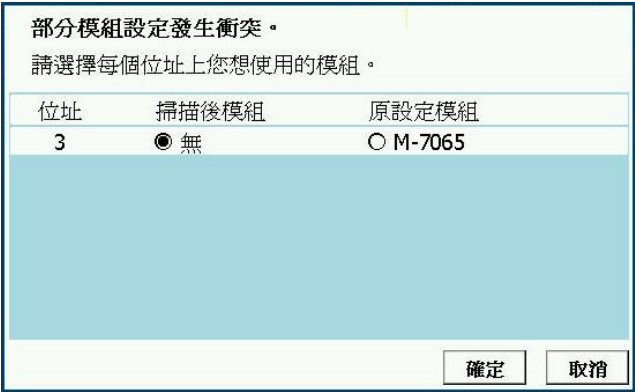 部分模組設定發生衝突。
請選擇每個位址上您想使用的模組。
位址 掃描後模組 原設定模組
3 無 M-7065
確定 取消